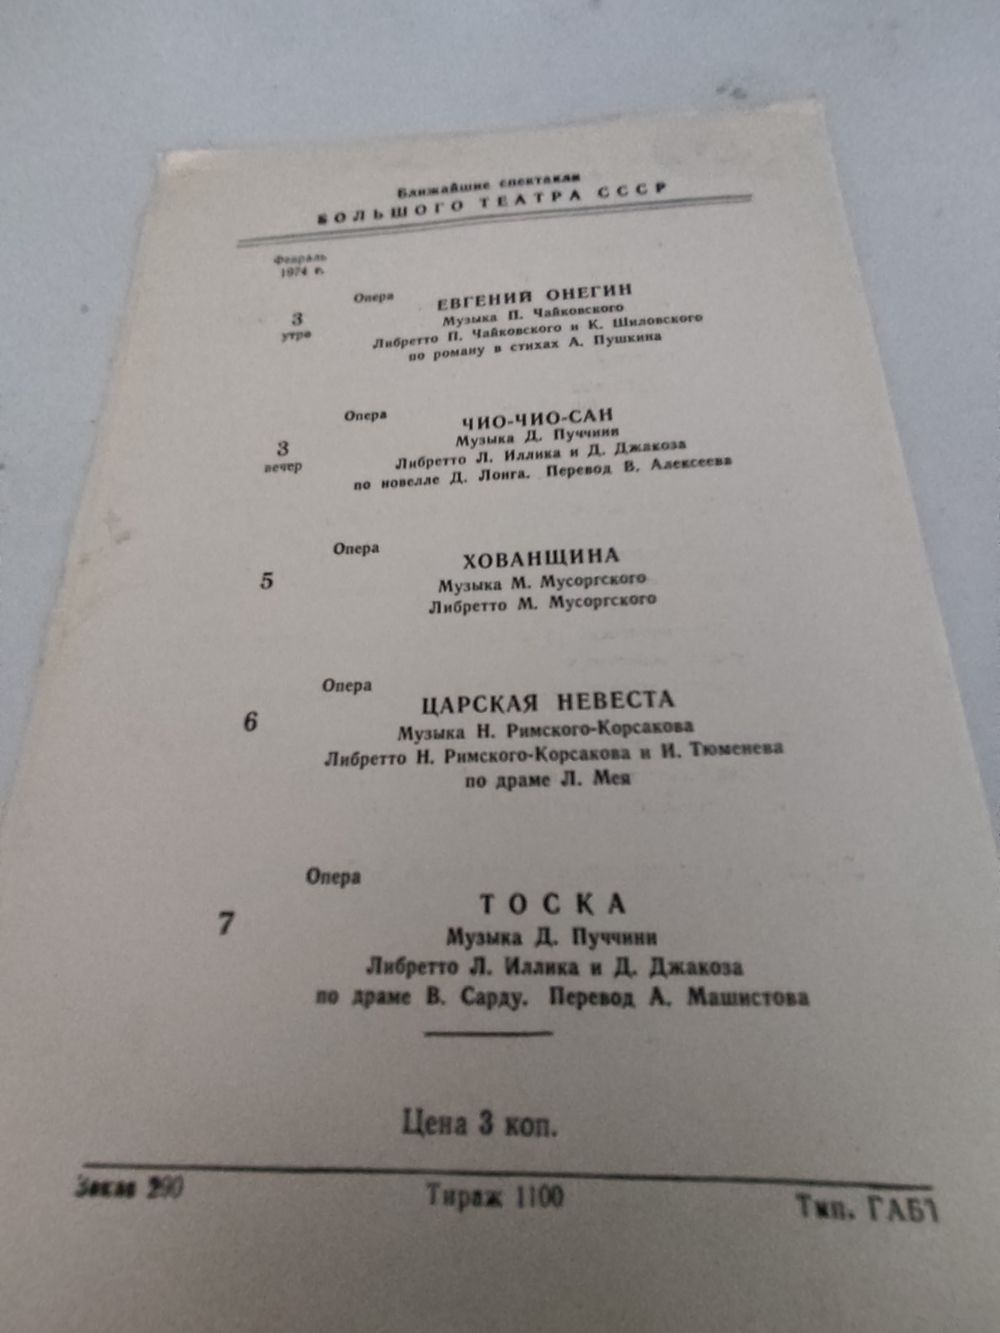 Ближайшие спектакли
БОЛЬШОГО ТЕАТРА СССР
Февраль
1974 г.
Опера
ЕВГЕНИЙ ОНЕГИН
3
утро
Музыка П. Чайковского
Либретто П. Чайковского и К. Шиловского
по роману в стихах А. Пушкина
Опера
ЧИО-ЧИО-САН
3
вечер
Музыка Д. Пуччини
Либретто Л. Иллика и Д. Джакоза
по новелле Д. Лонга. Перевод В. Алексеева
Опера
ХОВАНЩИНА
5
Музыка М. Мусоргского
Либретто М. Мусоргского
Опера
ЦАРСКАЯ НЕВЕСТА
6
Музыка Н. Римского-Корсакова
Либретто Н. Римского-Корсакова и И. Тюменева
по драме Л. Мея
Опера
ТОСКА
7
Музыка Д. Пуччини
Либретто Л. Иллика и Д. Джакоза
по драме В. Сарду. Перевод А. Машистова
Цена 3 коп.
Заказ 290
Тираж 1100
Тип. ГАБТ